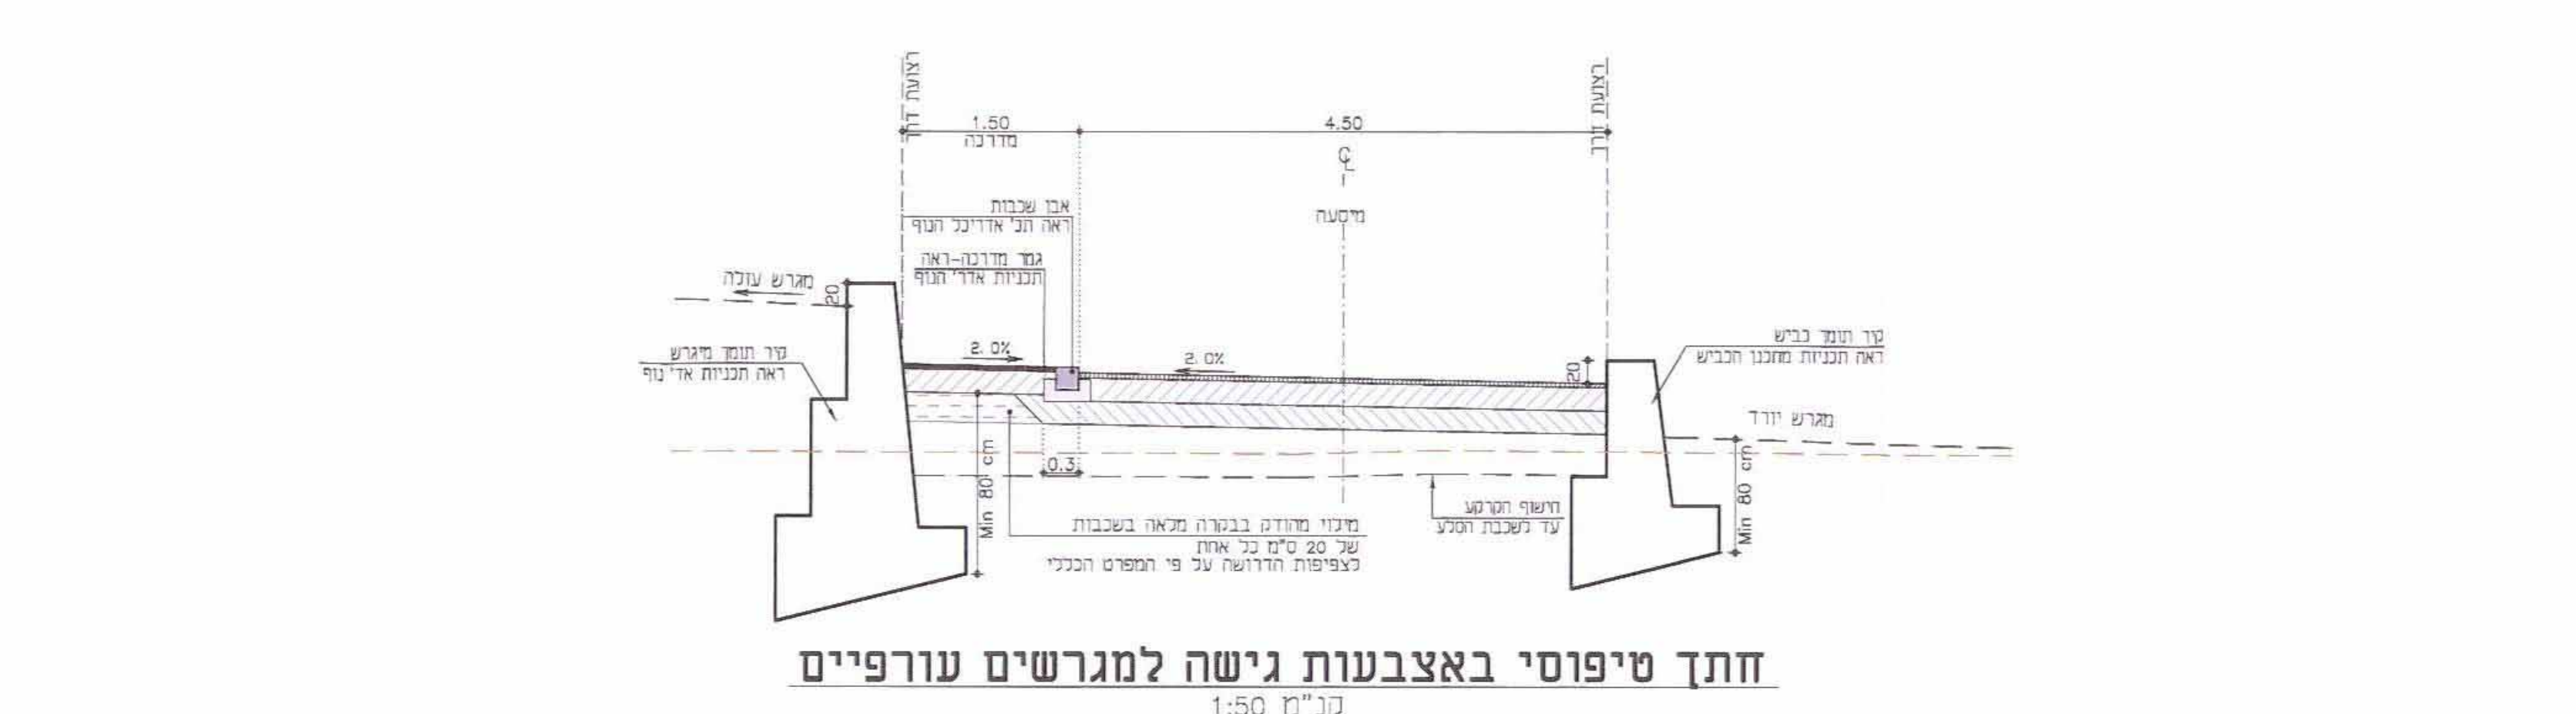 רצועת דרך
רצועת דרך
1.50
מדרכה
4.50
℄
מיסעה
אבן שכבות
ראה תכ' אדריכל הנוף
גמר מדרכה-ראה
תכניות אדר' הנוף
מגרש עולה
20
קיר תומך מיגרש
ראה תכניות אד' נוף
2.0%
2.0%
20
קיר תומך כביש
ראה תכניות מתכנן הכביש
מגרש יורד
Min 80 cm
0.3
Min 80 cm
חישוף הקרקע
עד לשכבת הסלע
מילוי מהודק בבקרה מלאה בשכבות
של 20 ס"מ כל אחת
לצפיפות הדרושה על פי המפרט הכללי
חתך טיפוסי באצבעות גישה למגרשים עורפיים
קנ"מ 1:50